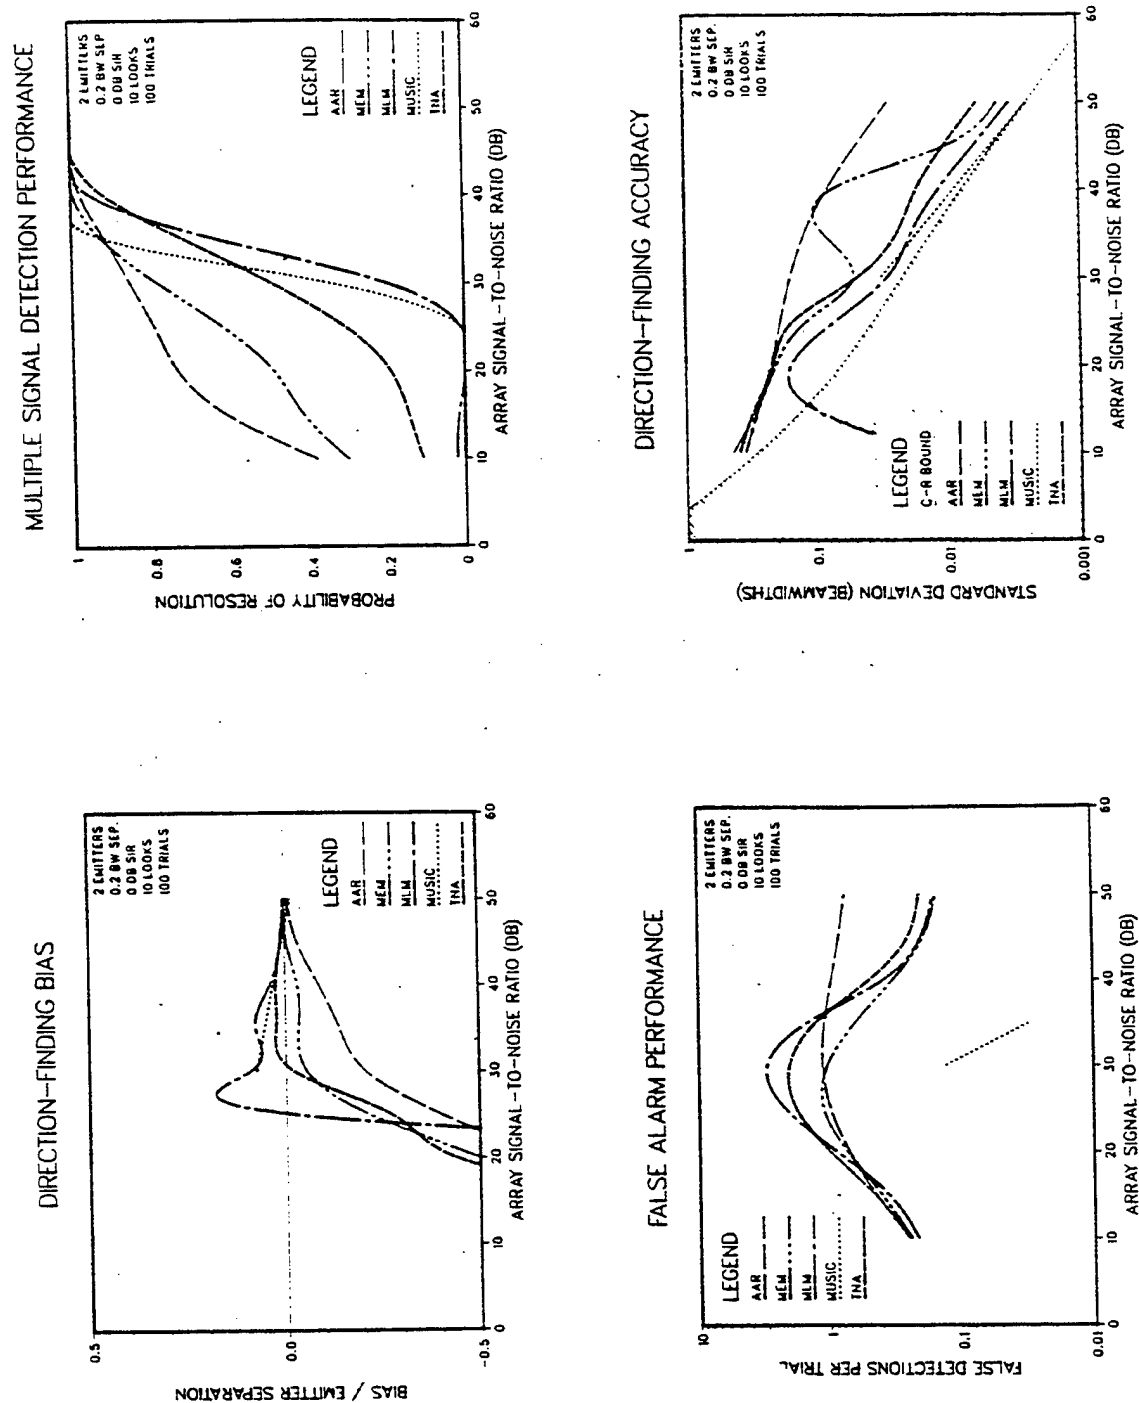 DIRECTION-FINDING BIAS
2 EMITTERS
0.2 BW SEP.
0 DB SIR
10 LOOKS
100 TRIALS
LEGEND
AAR
MEM
MLM
MUSIC
TNA
0.5
0.0
-0.5
BIAS / EMITTER SEPARATION
0
10
20
30
40
50
60
ARRAY SIGNAL-TO-NOISE RATIO (DB)
MULTIPLE SIGNAL DETECTION PERFORMANCE
2 EMITTERS
0.2 BW SEP
0 DB SIR
10 LOOKS
100 TRIALS
LEGEND
AAR
MEM
MLM
MUSIC
TNA
1
0.8
0.6
0.4
0.2
0
PROBABILITY OF RESOLUTION
0
10
20
30
40
50
60
ARRAY SIGNAL-TO-NOISE RATIO (DB)
FALSE ALARM PERFORMANCE
2 EMITTERS
0.2 BW SEP.
0 DB SIR
10 LOOKS
100 TRIALS
LEGEND
AAR
MEM
MLM
MUSIC
TNA
10
1
0.1
0.01
FALSE DETECTIONS PER TRIAL
0
10
20
30
40
50
60
ARRAY SIGNAL-TO-NOISE RATIO (DB)
DIRECTION-FINDING ACCURACY
2 EMITTERS
0.2 BW SEP.
0 DB SIR
10 LOOKS
100 TRIALS
LEGEND
C-R BOUND
AAR
MEM
MLM
MUSIC
TNA
1
0.1
0.01
0.001
STANDARD DEVIATION (BEAMWIDTHS)
0
10
20
30
40
50
60
ARRAY SIGNAL-TO-NOISE RATIO (DB)